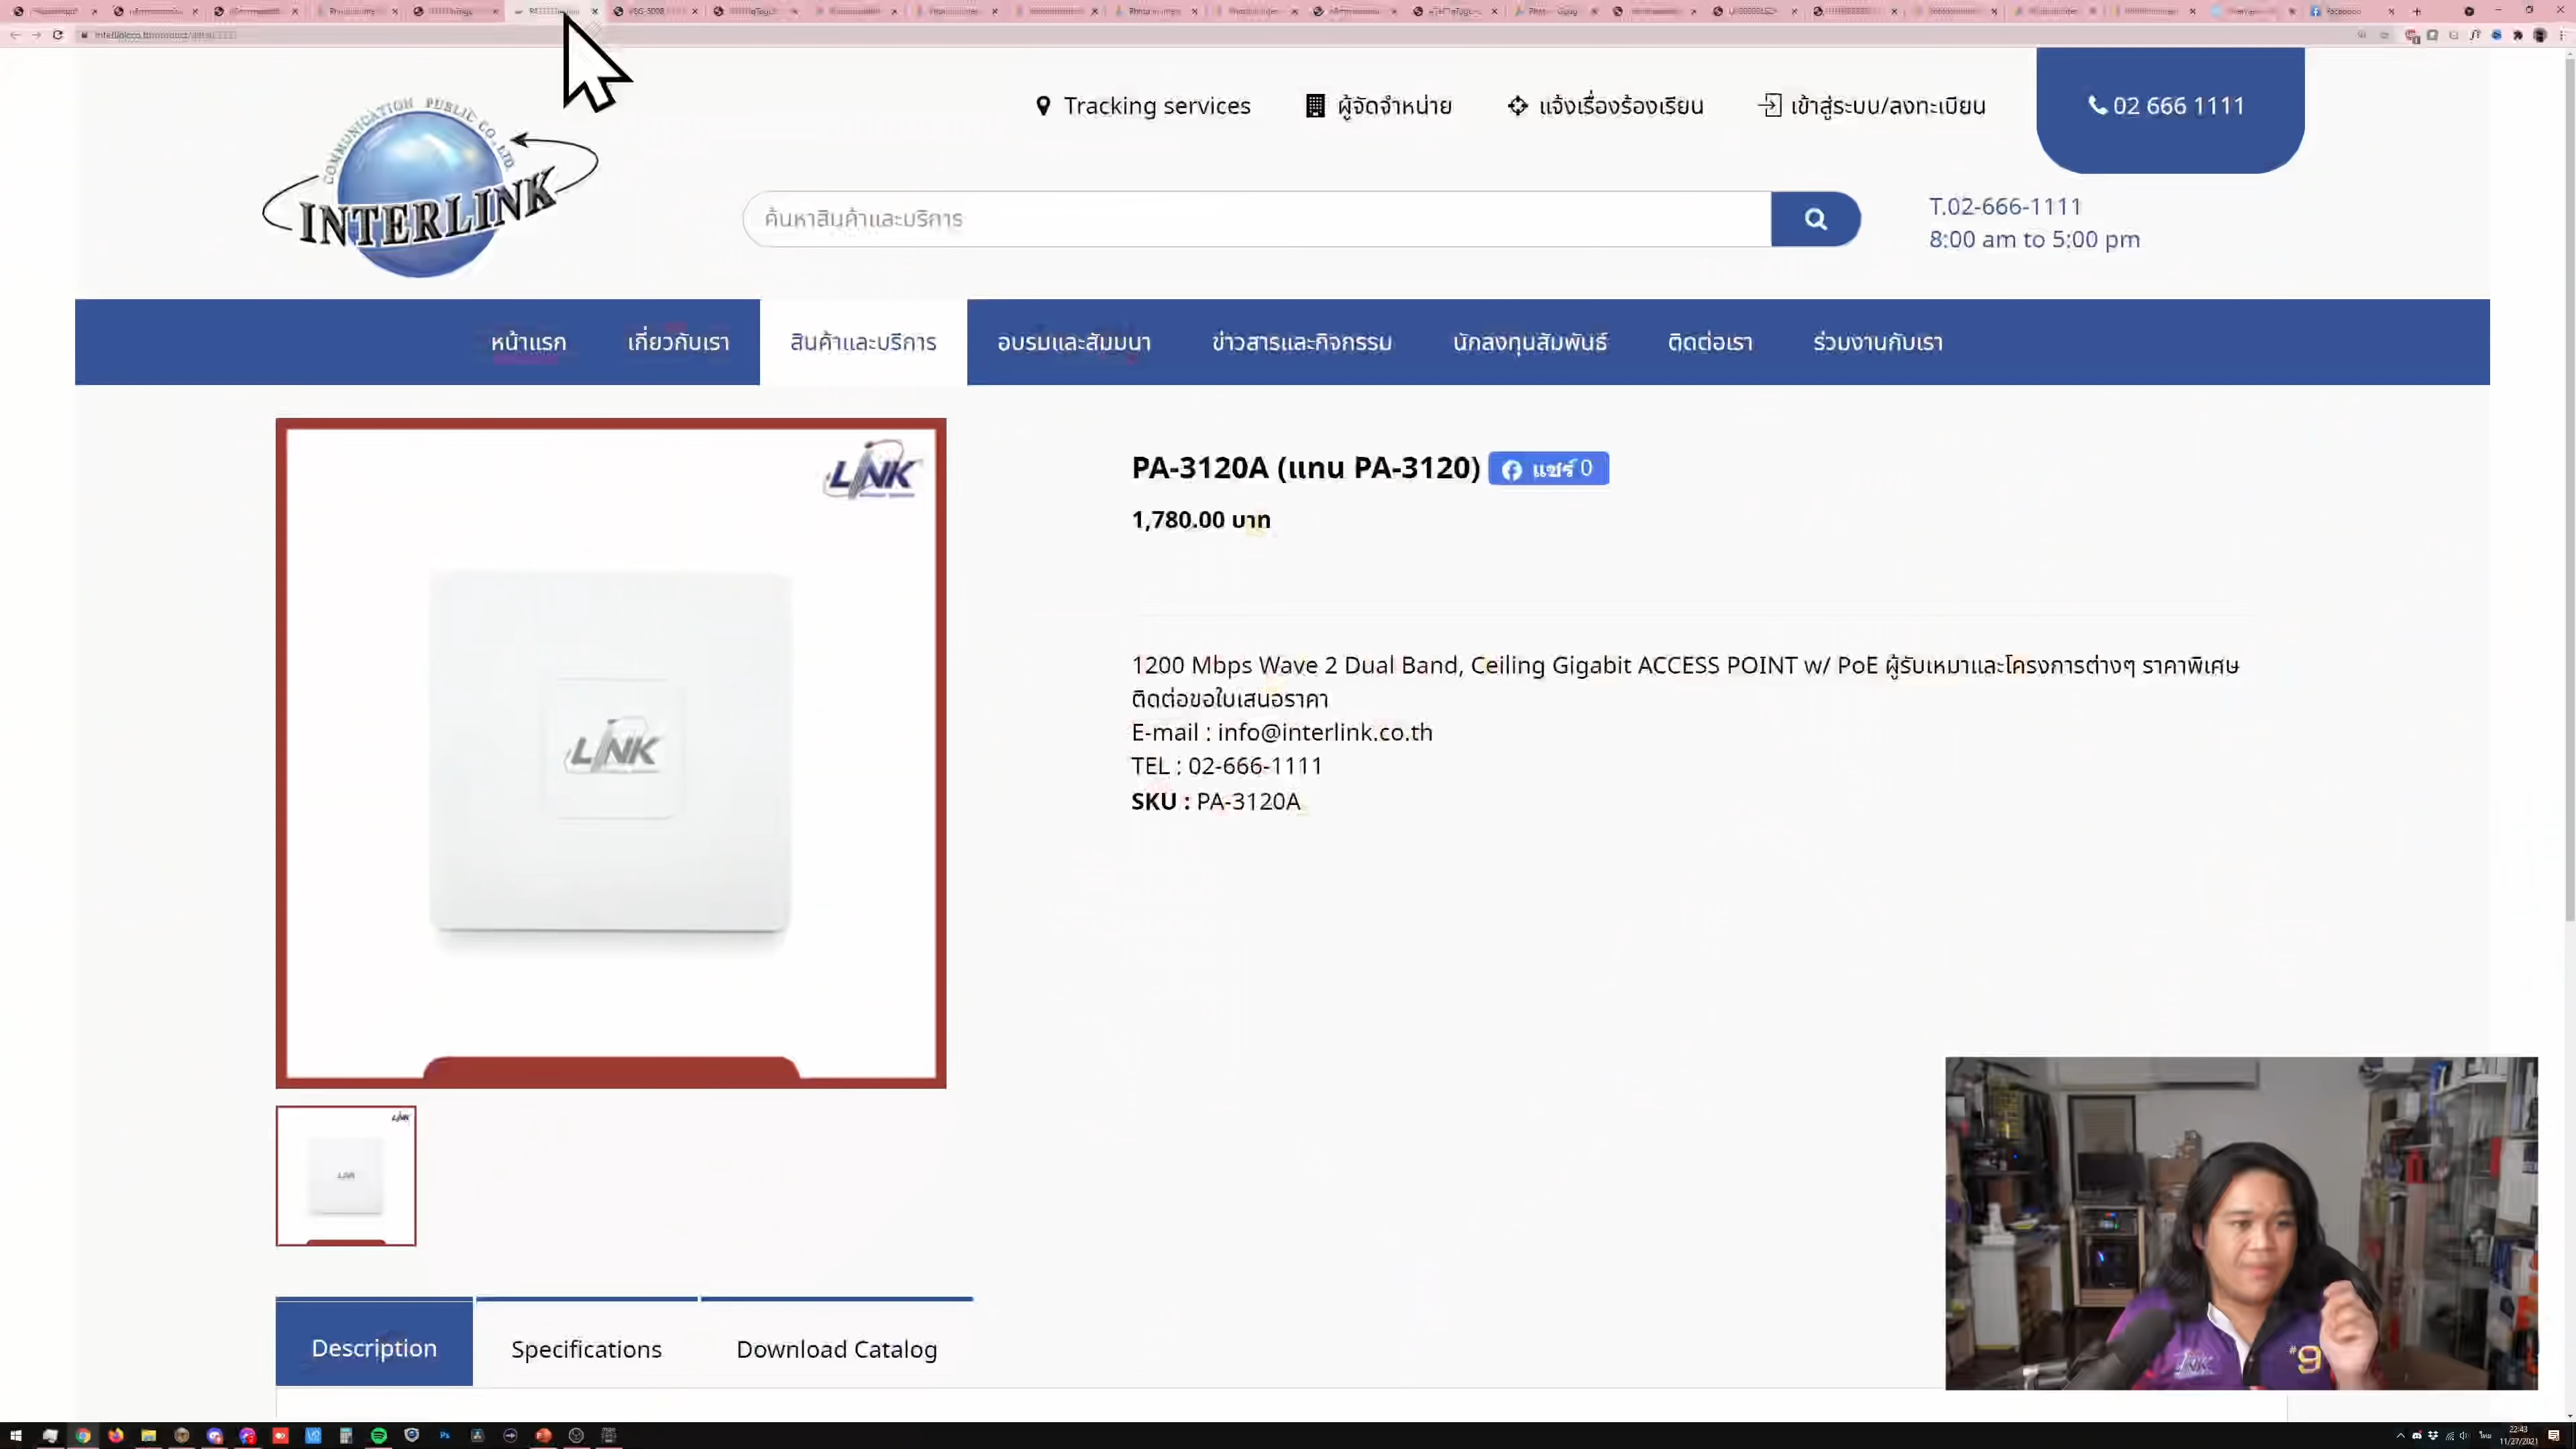 COMMUNICATION PUBLIC CO.,LTD.
INTERLINK
Tracking services
ผู้จัดจำหน่าย
แจ้งเรื่องร้องเรียน
เข้าสู่ระบบ/ลงทะเบียน
02 666 1111
ค้นหาสินค้าและบริการ
T.02-666-1111
8:00 am to 5:00 pm
หน้าแรก
เกี่ยวกับเรา
สินค้าและบริการ
อบรมและสัมมนา
ข่าวสารและกิจกรรม
นักลงทุนสัมพันธ์
ติดต่อเรา
ร่วมงานกับเรา
LINK
LINK
PA-3120A (แทน PA-3120)
แชร์ 0
1,780.00 บาท
1200 Mbps Wave 2 Dual Band, Ceiling Gigabit ACCESS POINT w/ PoE ผู้รับเหมาและโครงการต่างๆ ราคาพิเศษ
ติดต่อขอใบเสนอราคา
E-mail : info@interlink.co.th
TEL : 02-666-1111
SKU : PA-3120A
LINK
LINK
Description
Specifications
Download Catalog
LINK
#9
22:43
11/27/2021